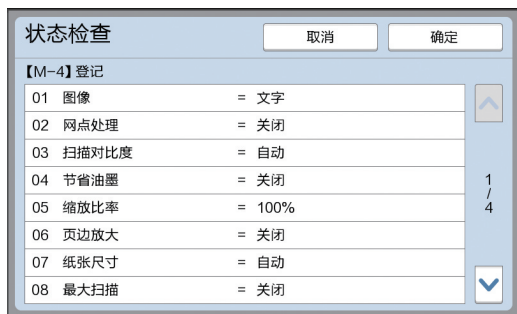 状态检查 取消 确定
【M-4】登记
01 图像 = 文字
02 网点处理 = 关闭
03 扫描对比度 = 自动
04 节省油墨 = 关闭
05 缩放比率 = 100%
06 页边放大 = 关闭
07 纸张尺寸 = 自动
08 最大扫描 = 关闭
1/4